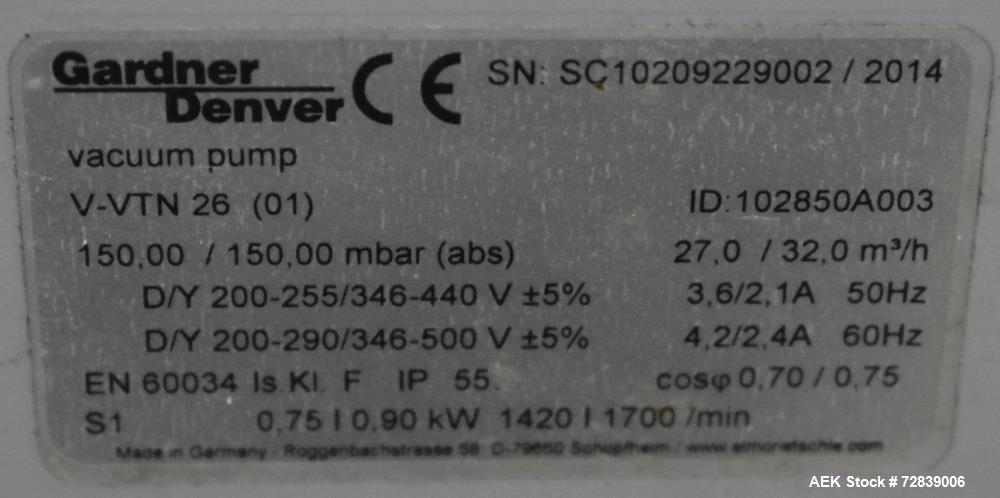 Gardner
Denver CE SN: SC10209229002 / 2014
vacuum pump
V-VTN 26 (01) ID:102850A003
150,00 / 150,00 mbar (abs) 27,0 / 32,0 m³/h
D/Y 200-255/346-440 V ±5% 3,6/2,1A 50Hz
D/Y 200-290/346-500 V ±5% 4,2/2,4A 60Hz
EN 60034 Is.Kl. F IP 55. cosφ 0,70 / 0,75
S1 0,75 | 0,90 kW 1420 | 1700 /min
Made in Germany / Roggenbachstrasse 58 D-79650 Schopfheim / www.elmorietschle.com
AEK Stock # 72839006